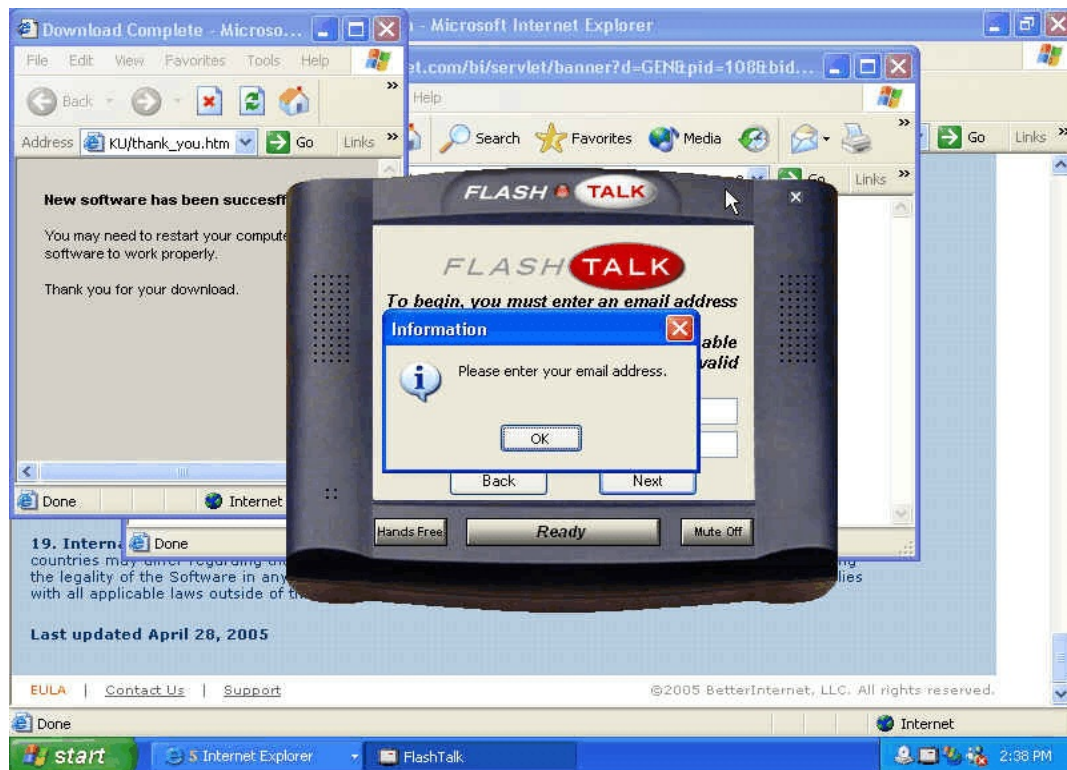 Download Complete - Microso...
- Microsoft Internet Explorer
File Edit View Favorites Tools Help
et.com/bi/servlet/banner?d=GEN&pid=108&bid...
Back
Help
Address KU/thank_you.htm Go Links »
Search Favorites Media
Go Links »
Go Links »
New software has been succesff
You may need to restart your compute
software to work properly.
Thank you for your download.
FLASH TALK
FLASH TALK
To begin, you must enter an email address
able
valid
Information
Please enter your email address.
OK
Back Next
Hands Free Ready Mute Off
Done Internet
Done
19. Interna
countries may differ regarding
the legality of the Software in any
lies
with all applicable laws outside of
Last updated April 28, 2005
EULA | Contact Us | Support
©2005 BetterInternet, LLC. All rights reserved.
Done Internet
start 5 Internet Explorer FlashTalk 2:38 PM